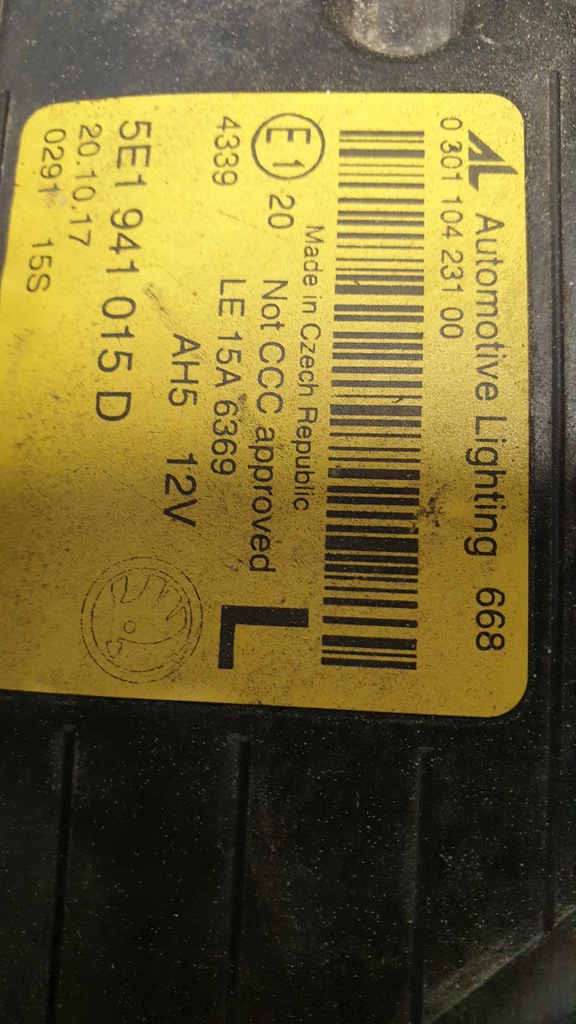 AL Automotive Lighting 668
0 301 104 231 00
Made in Czech Republic
E1 20 Not CCC approved
4339 LE 15A 6369
L
AH5 12V
5E1 941 015 D
20.10.17
0291 15S